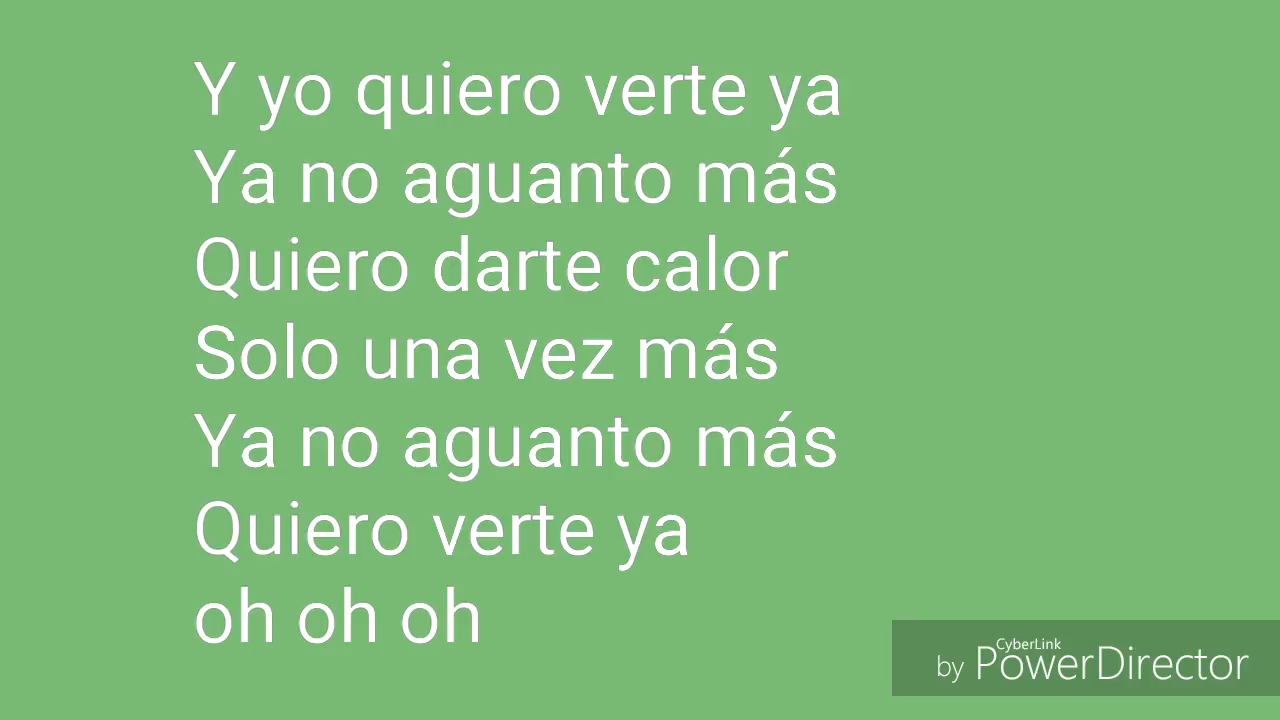 Y yo quiero verte ya
Ya no aguanto más
Quiero darte calor
Solo una vez más
Ya no aguanto más
Quiero verte ya
oh oh oh
CyberLink
by PowerDirector